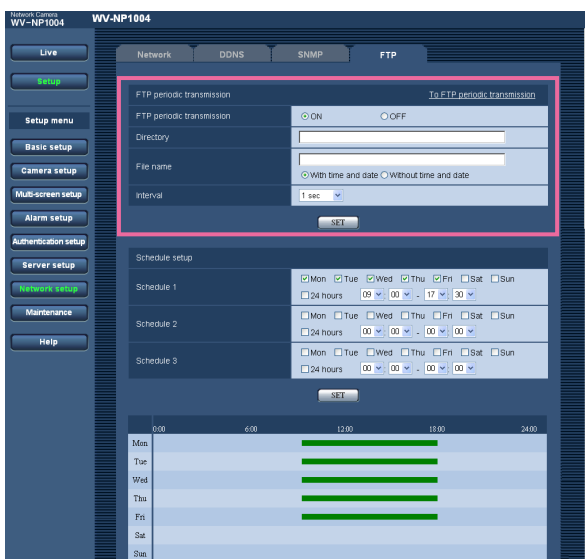 Network Camera
WV-NP1004
WV-NP1004
Live
Setup
Setup menu
Basic setup
Camera setup
Multi-screen setup
Alarm setup
Authentication setup
Server setup
Network setup
Maintenance
Help
Network DDNS SNMP FTP
FTP periodic transmission To FTP periodic transmission
FTP periodic transmission ON OFF
Directory
File name
With time and date Without time and date
Interval 1 sec
SET
Schedule setup
Schedule 1
Mon Tue Wed Thu Fri Sat Sun
24 hours 09 : 00 - 17 : 30
Schedule 2
Mon Tue Wed Thu Fri Sat Sun
24 hours 00 : 00 - 00 : 00
Schedule 3
Mon Tue Wed Thu Fri Sat Sun
24 hours 00 : 00 - 00 : 00
SET
0:00 6:00 12:00 18:00 24:00
Mon
Tue
Wed
Thu
Fri
Sat
Sun